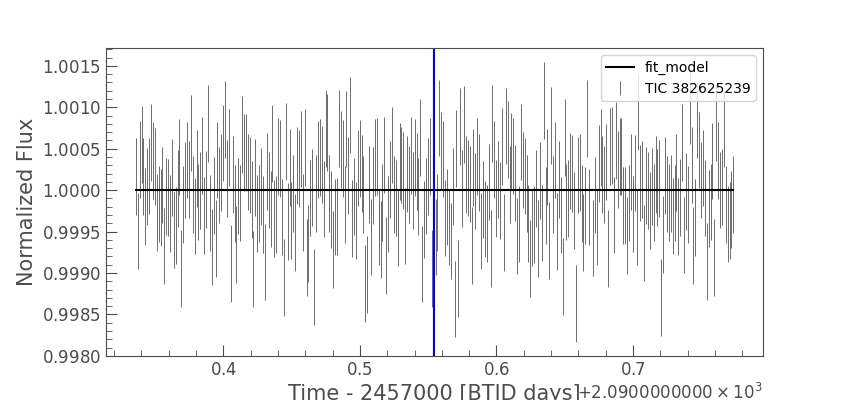 1.0015
1.0010
1.0005
1.0000
0.9995
0.9990
0.9985
0.9980
Normalized Flux
fit_model
TIC 382625239
0.4
0.5
0.6
0.7
Time - 2457000 [BTJD days]
+2.0900000000 × 10³